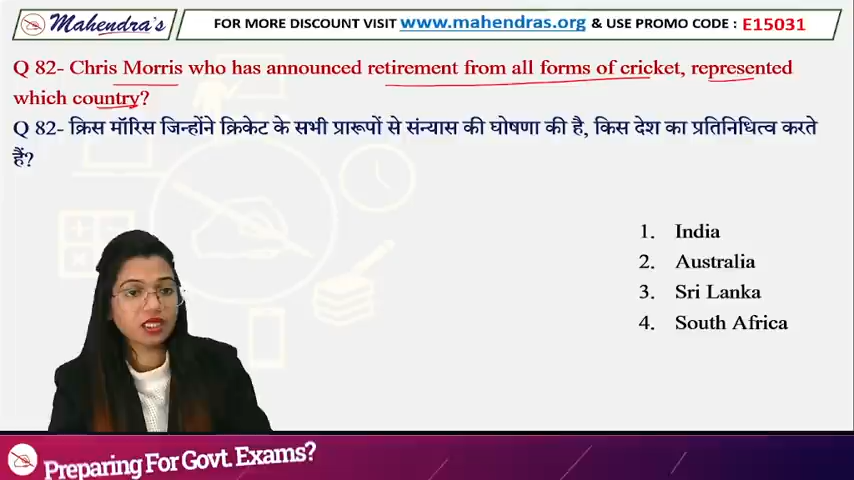 Mahendra's
FOR MORE DISCOUNT VISIT www.mahendras.org & USE PROMO CODE : E15031
Q 82- Chris Morris who has announced retirement from all forms of cricket, represented
which country?
Q 82- क्रिस मॉरिस जिन्होंने क्रिकेट के सभी प्रारूपों से संन्यास की घोषणा की है, किस देश का प्रतिनिधित्व करते
हैं?
1. India
2. Australia
3. Sri Lanka
4. South Africa
Preparing For Govt. Exams?